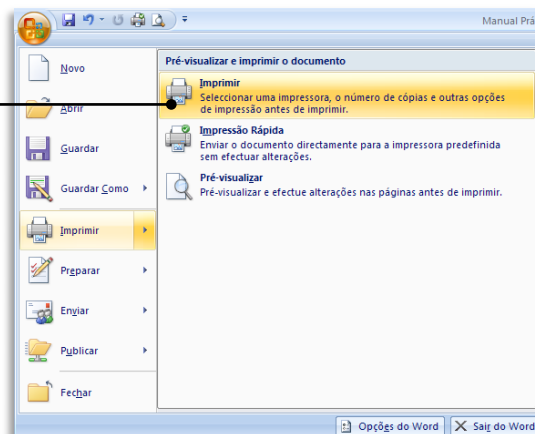 Manual Prá
Novo
Abrir
Guardar
Guardar Como
Imprimir
Preparar
Enviar
Publicar
Fechar
Pré-visualizar e imprimir o documento
Imprimir
Seleccionar uma impressora, o número de cópias e outras opções
de impressão antes de imprimir.
Impressão Rápida
Enviar o documento directamente para a impressora predefinida
sem efectuar alterações.
Pré-visualizar
Pré-visualizar e efectue alterações nas páginas antes de imprimir.
Opções do Word
Sair do Word